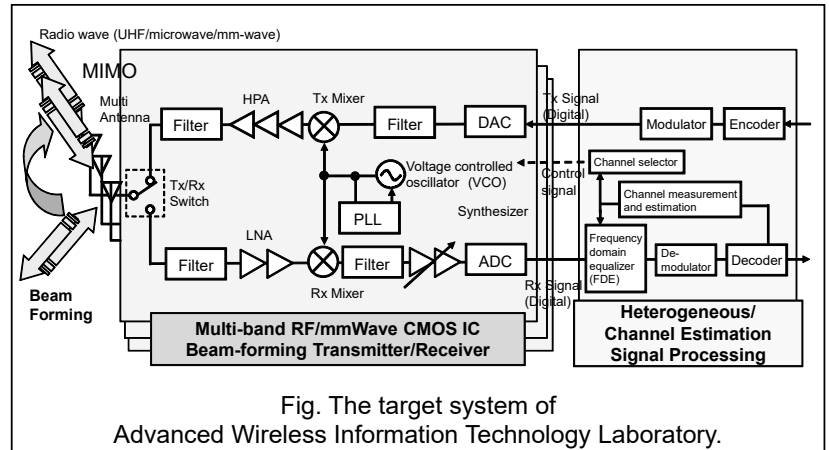 Radio wave (UHF/microwave/mm-wave)
MIMO
Multi
Antenna
Filter
HPA
Tx Mixer
Filter
DAC
Tx Signal
(Digital)
Modulator
Encoder
Tx/Rx
Switch
Voltage controlled
oscillator (VCO)
PLL
Synthesizer
Control
signal
Channel selector
Channel measurement
and estimation
Filter
LNA
Rx Mixer
Filter
ADC
Rx Signal
(Digital)
Frequency
domain
equalizer
(FDE)
De-
modulator
Decoder
Beam
Forming
Multi-band RF/mmWave CMOS IC
Beam-forming Transmitter/Receiver
Heterogeneous/
Channel Estimation
Signal Processing
Fig. The target system of
Advanced Wireless Information Technology Laboratory.